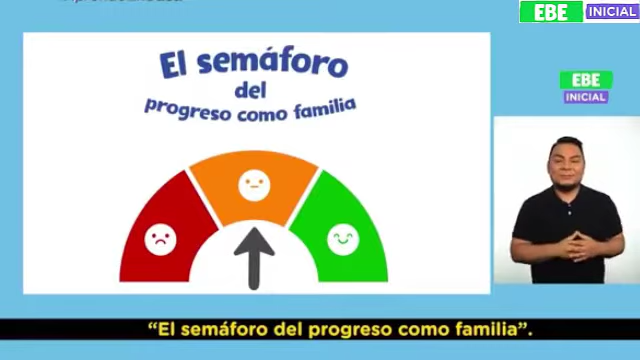 EBE INICIAL
El semáforo
del
progreso como familia
EBE
INICIAL
“El semáforo del progreso como familia”.